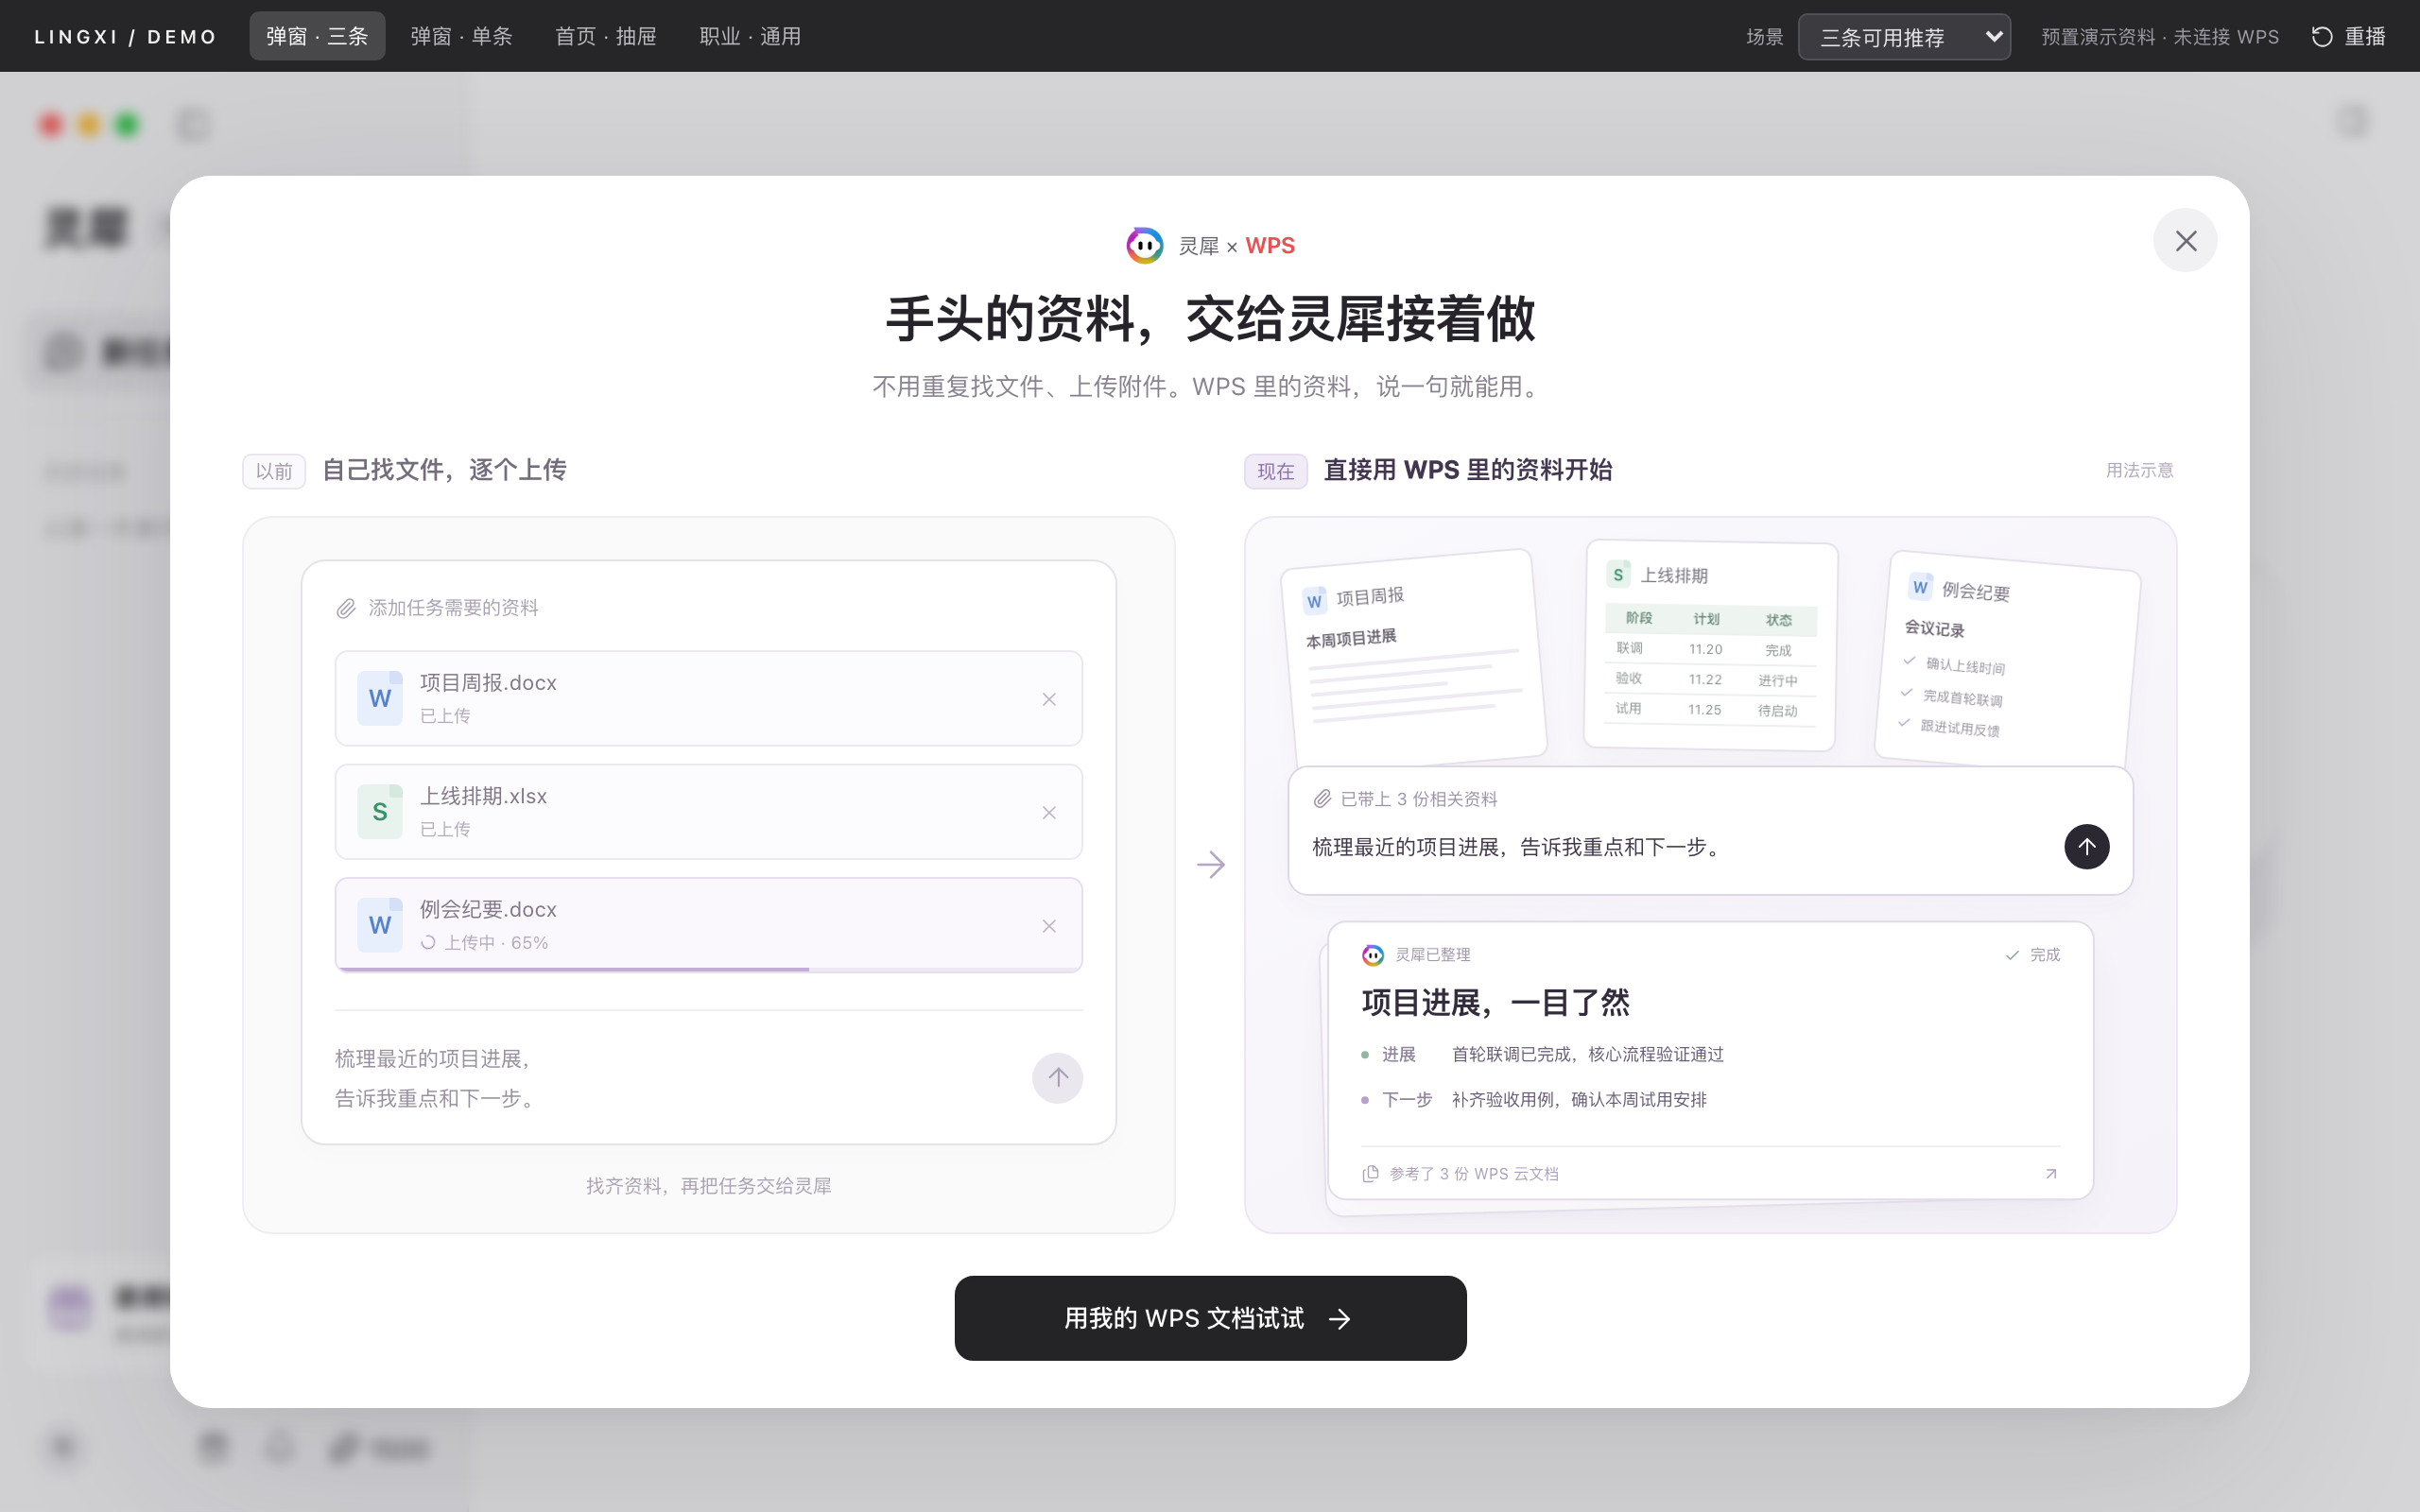 LINGXI / DEMO
弹窗 · 三条
弹窗 · 单条
首页 · 抽屉
职业 · 通用
场景
三条可用推荐
预置演示资料 · 未连接 WPS
重播
灵犀
灵犀 × WPS
手头的资料，交给灵犀接着做
不用重复找文件、上传附件。WPS 里的资料，说一句就能用。
以前
自己找文件，逐个上传
添加任务需要的资料
W
项目周报.docx
已上传
S
上线排期.xlsx
已上传
W
例会纪要.docx
上传中 · 65%
梳理最近的项目进展，
告诉我重点和下一步。
找齐资料，再把任务交给灵犀
现在
直接用 WPS 里的资料开始
用法示意
W
项目周报
本周项目进展
S
上线排期
阶段 计划 状态
联调 11.20 完成
验收 11.22 进行中
试用 11.25 待启动
W
例会纪要
会议记录
确认上线时间
完成首轮联调
跟进试用反馈
已带上 3 份相关资料
梳理最近的项目进展，告诉我重点和下一步。
灵犀已整理
完成
项目进展，一目了然
进展 首轮联调已完成，核心流程验证通过
下一步 补齐验收用例，确认本周试用安排
参考了 3 份 WPS 云文档
用我的 WPS 文档试试